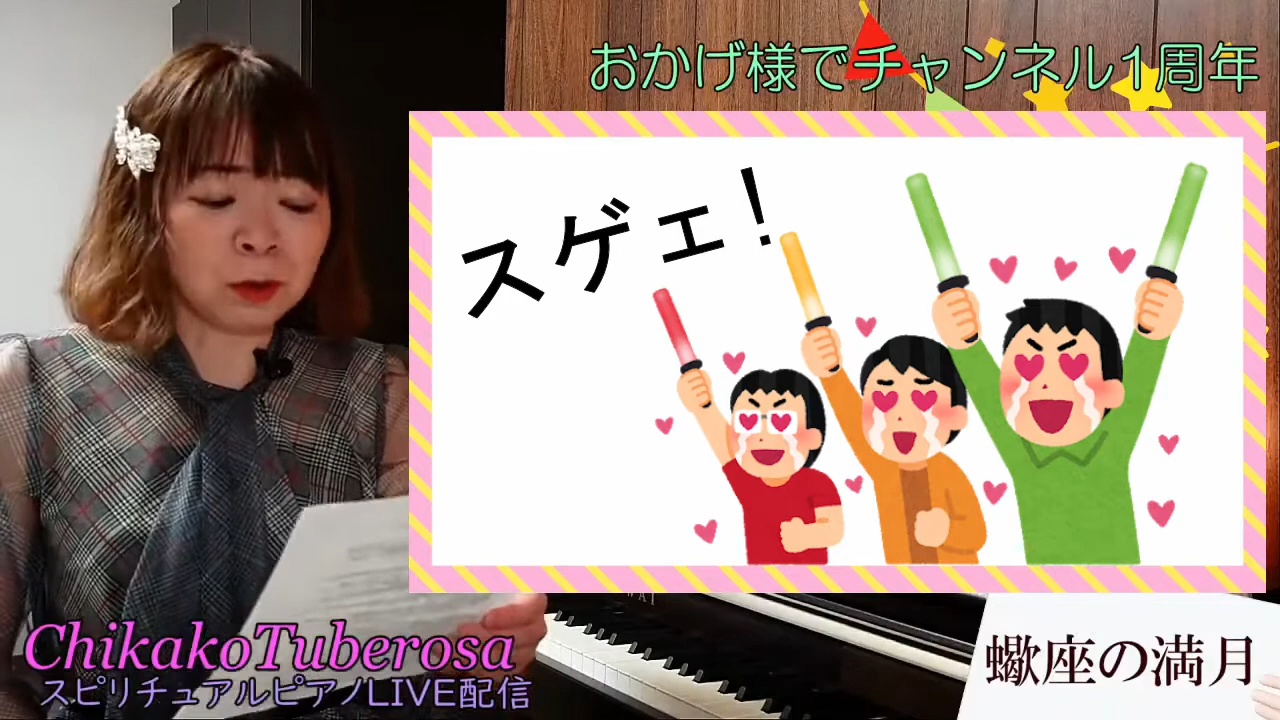 おかげ様でチャンネル1周年
スゲェ!
ChikakoTuberosa
スピリチュアルピアノLIVE配信
蠍座の満月